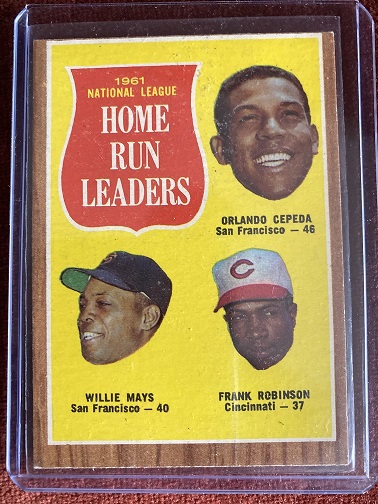 1961
NATIONAL LEAGUE
HOME
RUN
LEADERS
ORLANDO CEPEDA
San Francisco — 46
C
WILLIE MAYS
San Francisco — 40
FRANK ROBINSON
Cincinnati — 37